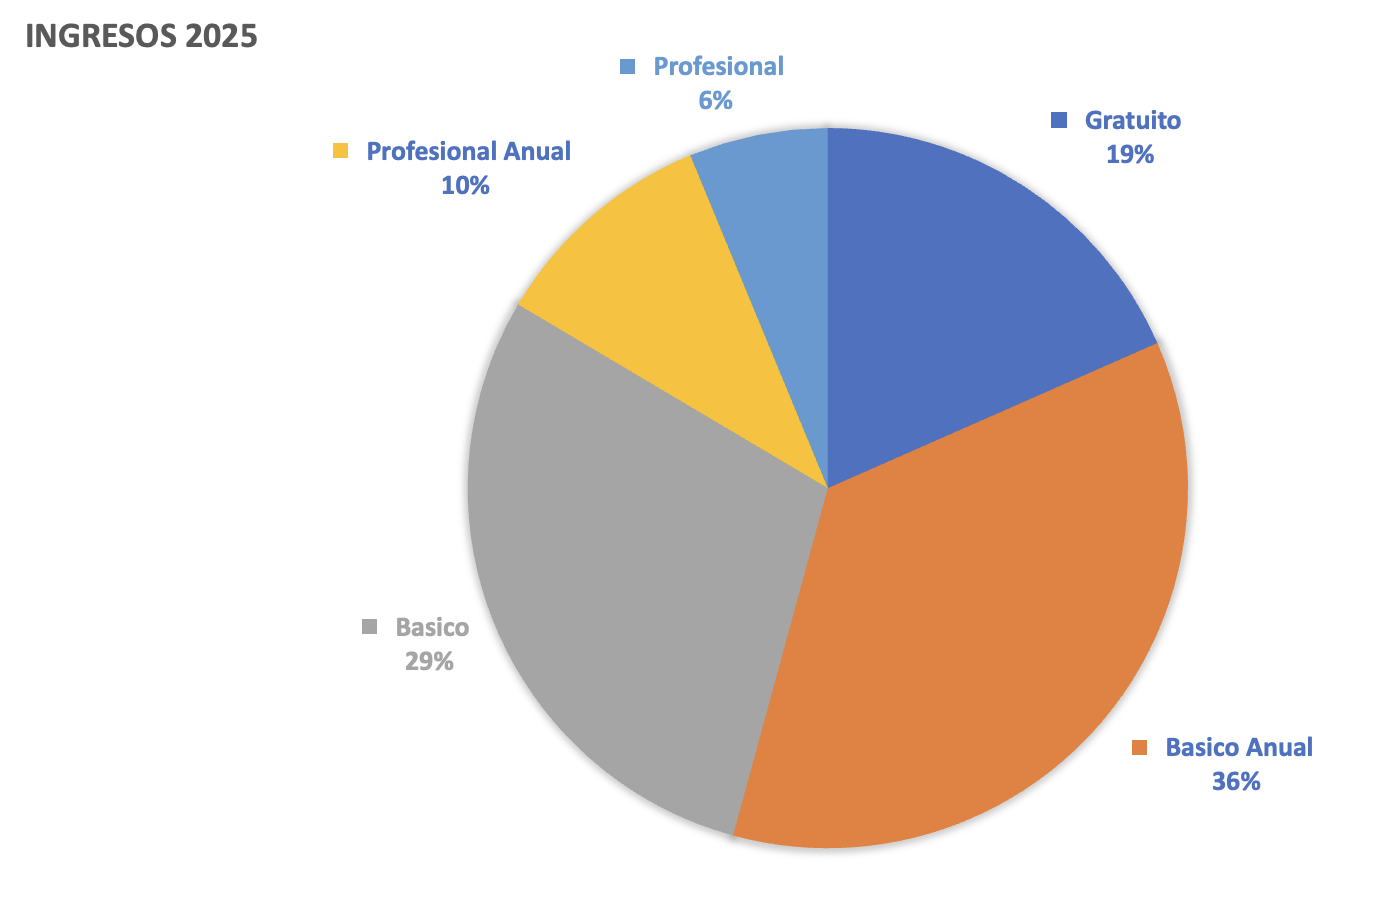 INGRESOS 2025
Profesional
6%
Gratuito
19%
Profesional Anual
10%
Basico
29%
Basico Anual
36%